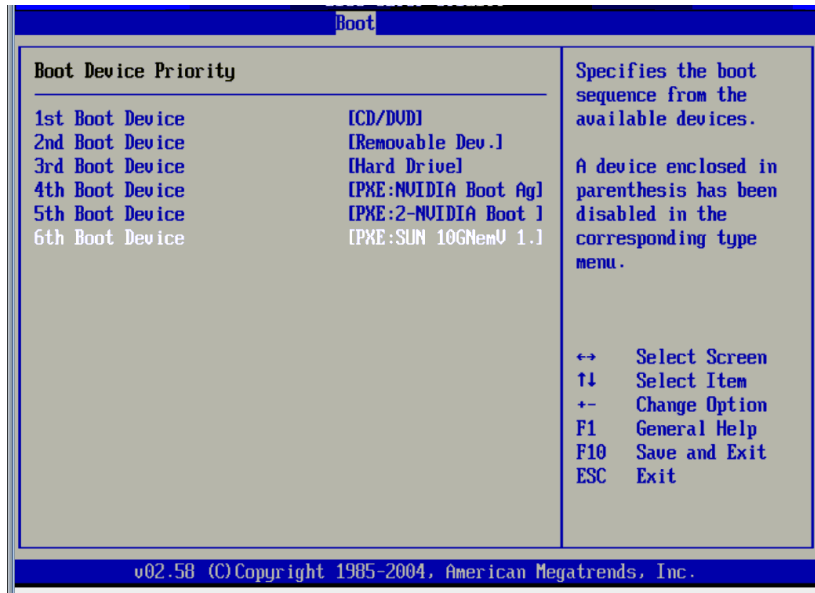 Boot
Boot Device Priority
1st Boot Device [CD/DVD]
2nd Boot Device [Removable Dev.]
3rd Boot Device [Hard Drive]
4th Boot Device [PXE:NVIDIA Boot Ag]
5th Boot Device [PXE:2-NVIDIA Boot ]
6th Boot Device [PXE:SUN 10GNemV 1.]
Specifies the boot
sequence from the
available devices.
A device enclosed in
parenthesis has been
disabled in the
corresponding type
menu.
↔ Select Screen
↑↓ Select Item
+- Change Option
F1 General Help
F10 Save and Exit
ESC Exit
v02.58 (C)Copyright 1985-2004, American Megatrends, Inc.